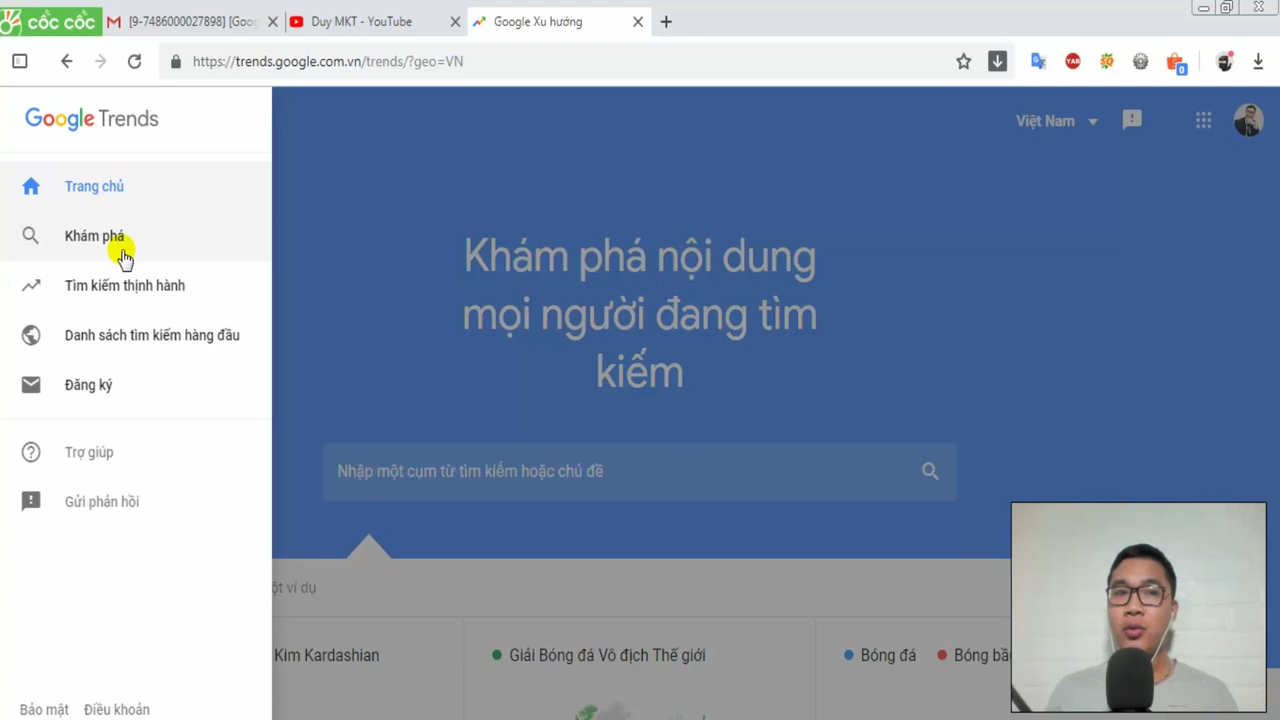 cốc cốc
[9-7486000027898] [Goog
Duy MKT - YouTube
Google Xu hướng
https://trends.google.com.vn/trends/?geo=VN
YAB
0
Google Trends
Việt Nam
Trang chủ
Khám phá
Tìm kiếm thịnh hành
Danh sách tìm kiếm hàng đầu
Đăng ký
Trợ giúp
Gửi phản hồi
Bảo mật Điều khoản
Khám phá nội dung
mọi người đang tìm
kiếm
Nhập một cụm từ tìm kiếm hoặc chủ đề
ột ví dụ
Kim Kardashian
Giải Bóng đá Vô địch Thế giới
Bóng đá
Bóng bầ